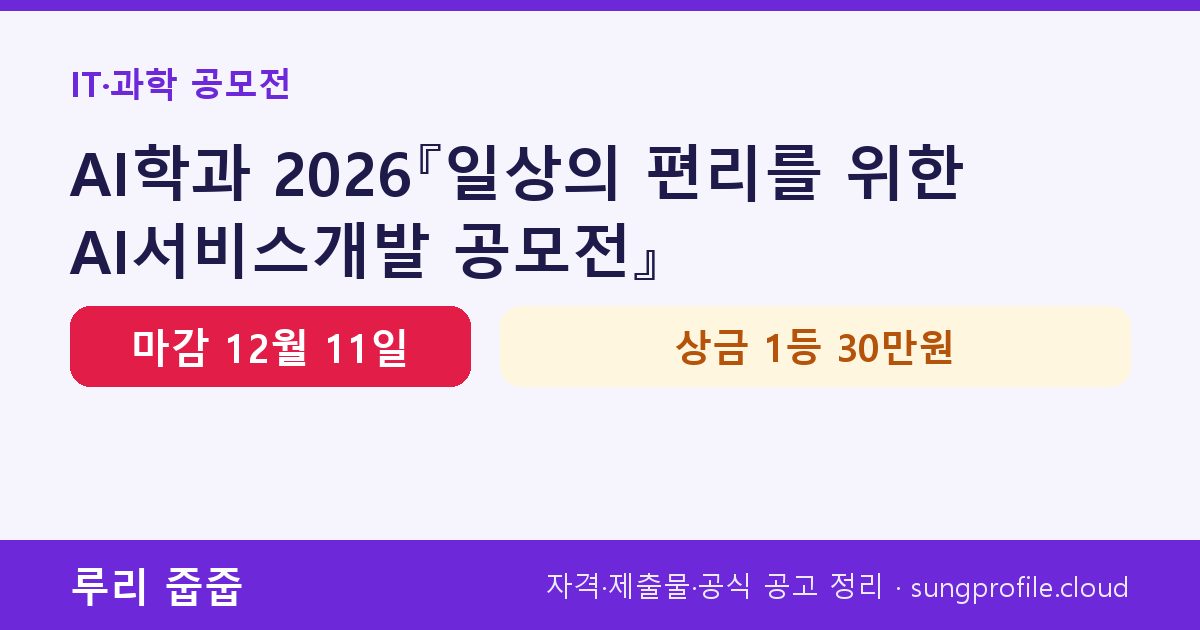 IT·과학 공모전
AI학과 2026『일상의 편리를 위한
AI서비스개발 공모전』
마감 12월 11일
상금 1등 30만원
루리 줍줍
자격·제출물·공식 공고 정리 · sungprofile.cloud